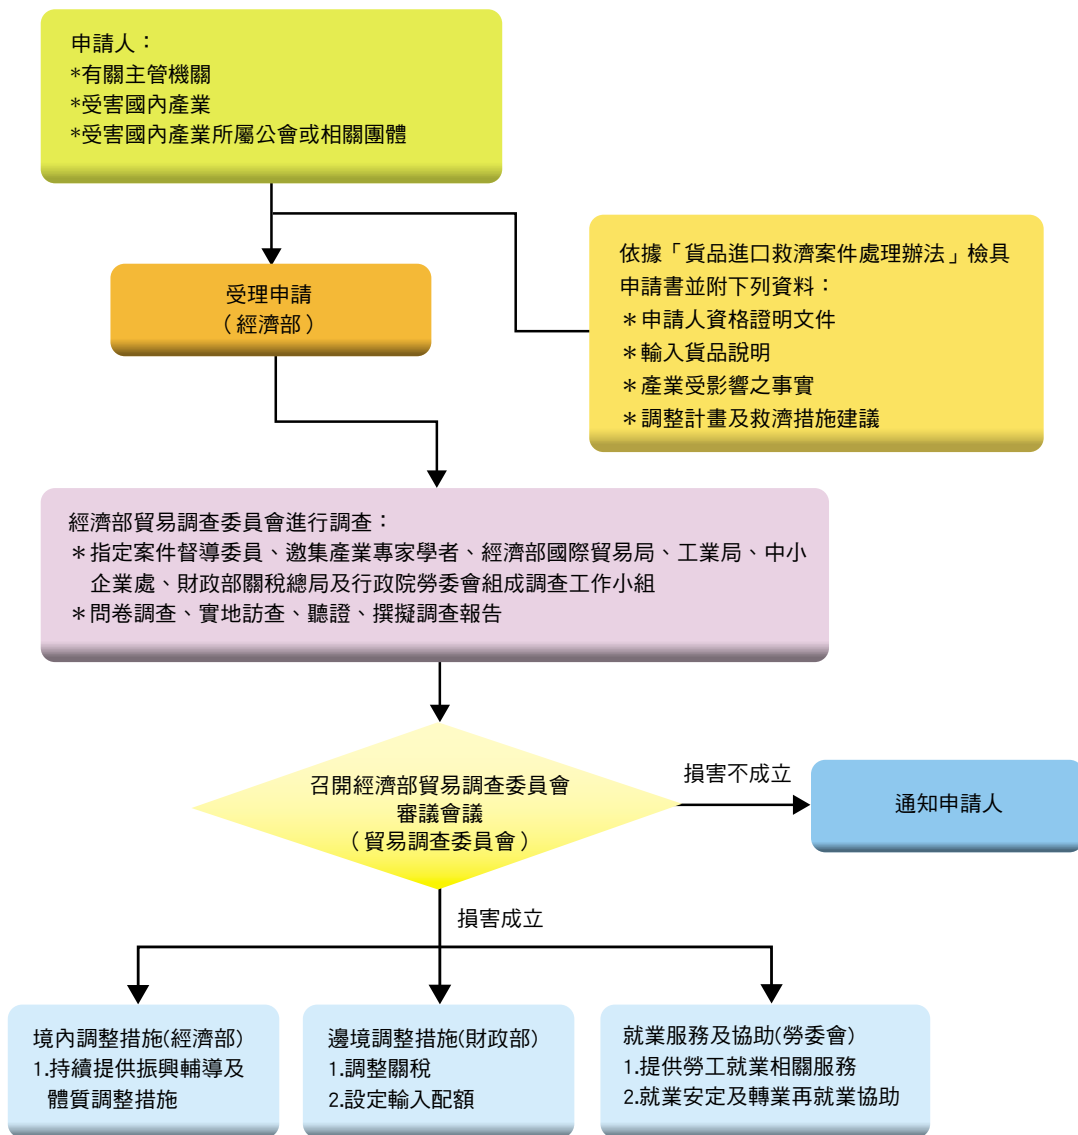 申請人：
*有關主管機關
*受害國內產業
*受害國內產業所屬公會或相關團體
依據「貨品進口救濟案件處理辦法」檢具
申請書並附下列資料：
＊申請人資格證明文件
＊輸入貨品說明
＊產業受影響之事實
＊調整計畫及救濟措施建議
受理申請
（經濟部）
經濟部貿易調查委員會進行調查：
＊指定案件督導委員、邀集產業專家學者、經濟部國際貿易局、工業局、中小
企業處、財政部關稅總局及行政院勞委會組成調查工作小組
＊問卷調查、實地訪查、聽證、撰擬調查報告
召開經濟部貿易調查委員會
審議會議
（貿易調查委員會）
損害不成立
通知申請人
損害成立
境內調整措施(經濟部)
1.持續提供振興輔導及
體質調整措施
邊境調整措施(財政部)
1.調整關稅
2.設定輸入配額
就業服務及協助(勞委會)
1.提供勞工就業相關服務
2.就業安定及轉業再就業協助